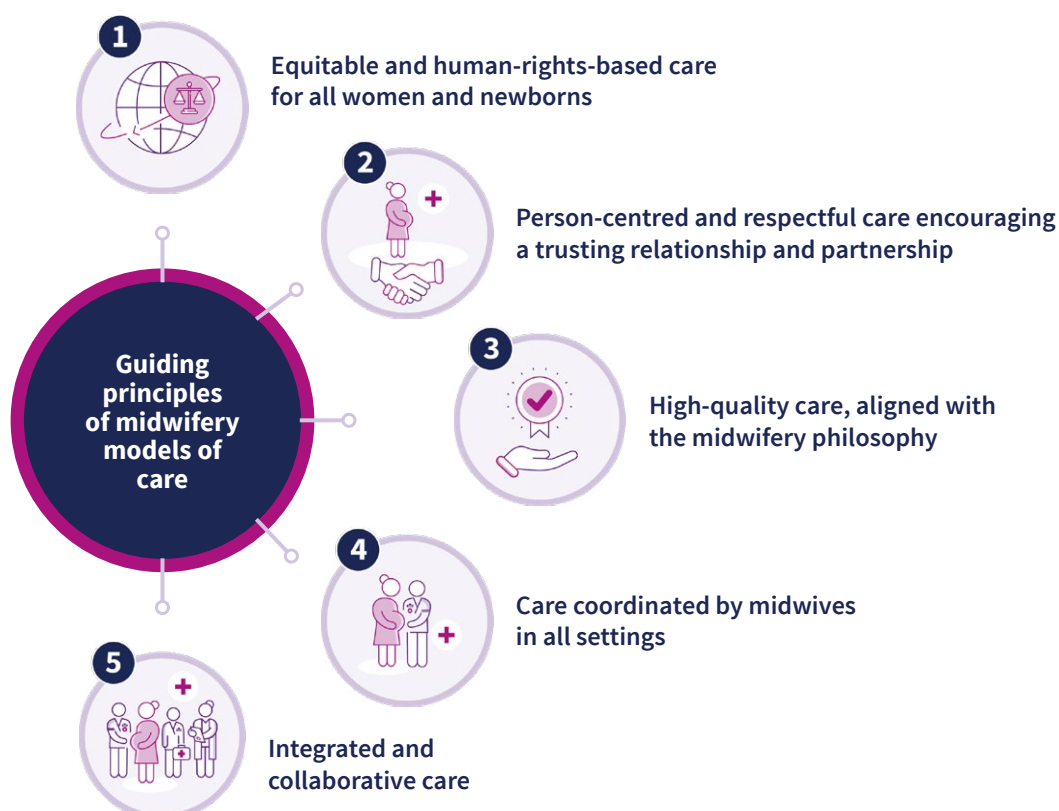 1
Equitable and human-rights-based care
for all women and newborns
2
Person-centred and respectful care encouraging
a trusting relationship and partnership
Guiding
principles
of midwifery
models of
care
3
High-quality care, aligned with
the midwifery philosophy
4
Care coordinated by midwives
in all settings
5
Integrated and
collaborative care